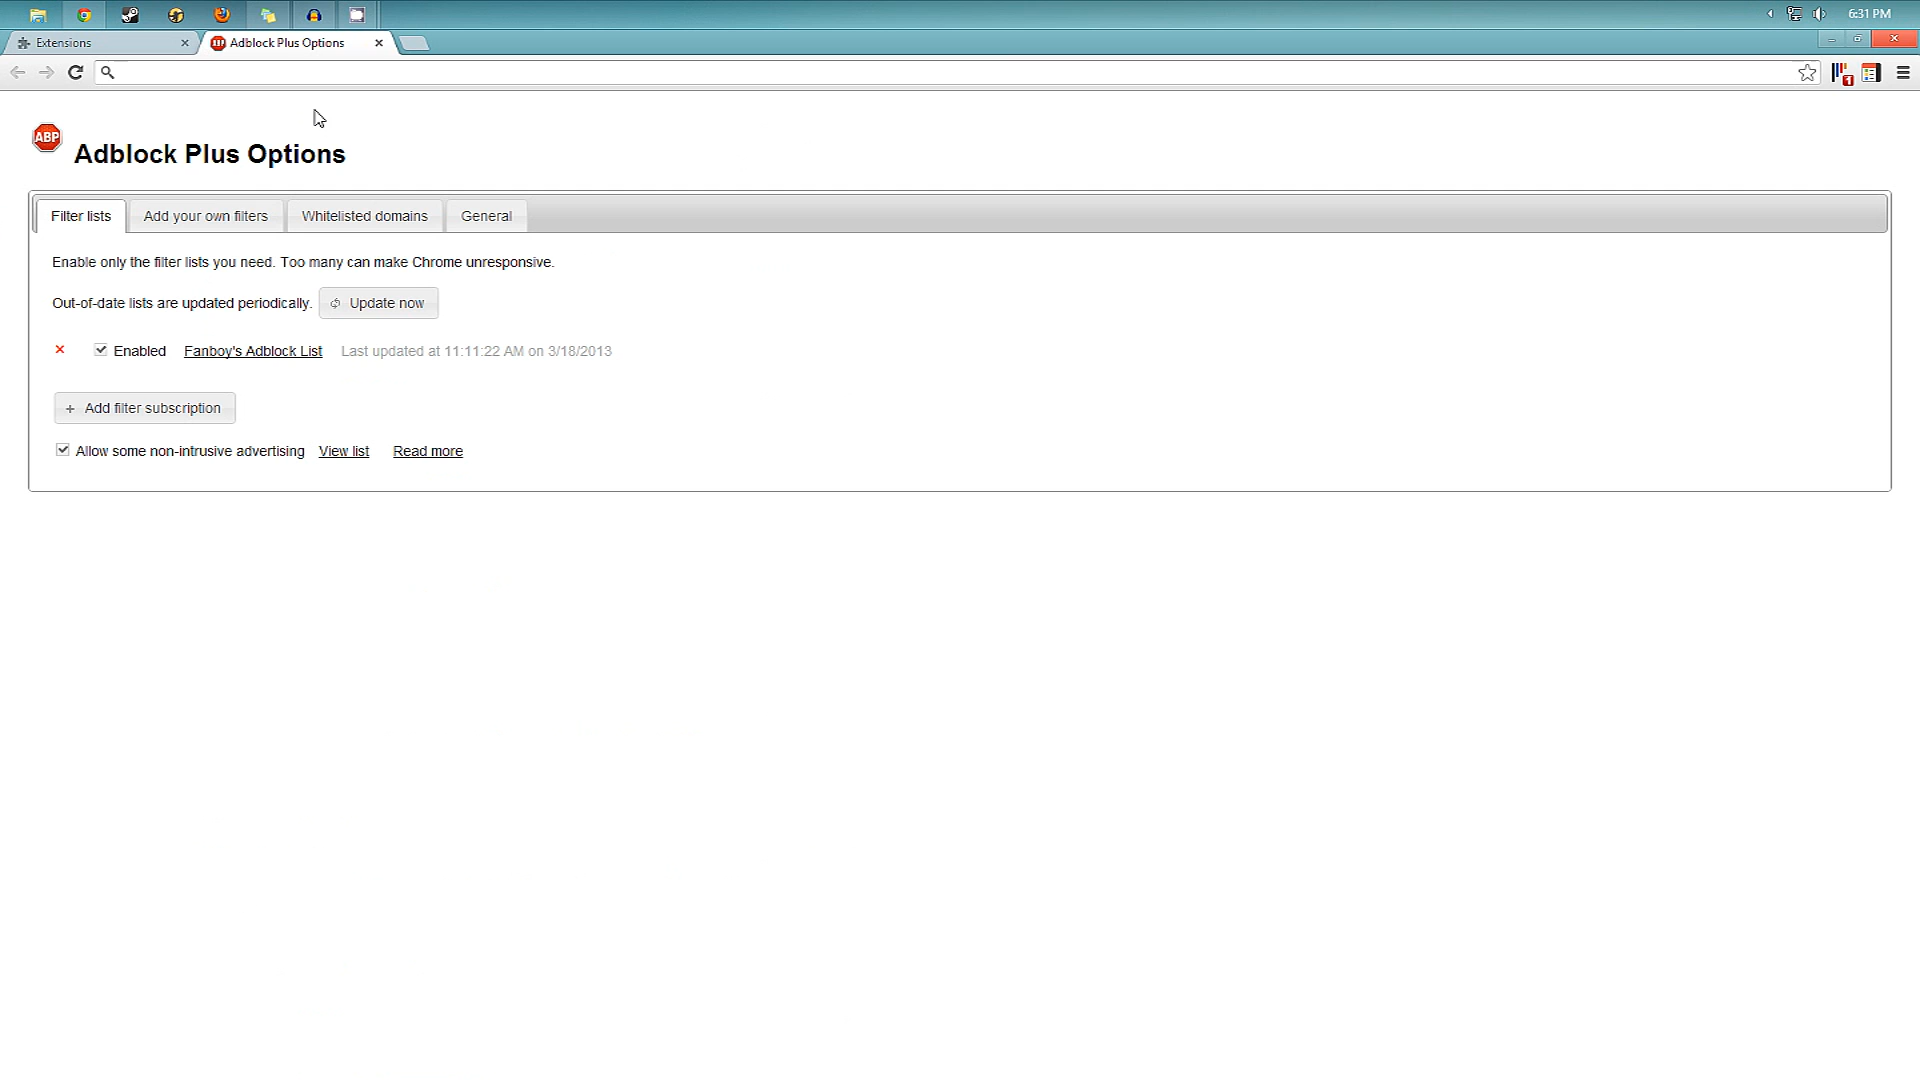 6:31 PM
Extensions
Adblock Plus Options
1
ABP
Adblock Plus Options
Filter lists
Add your own filters
Whitelisted domains
General
Enable only the filter lists you need. Too many can make Chrome unresponsive.
Out-of-date lists are updated periodically. Update now
Enabled Fanboy's Adblock List Last updated at 11:11:22 AM on 3/18/2013
+ Add filter subscription
Allow some non-intrusive advertising View list Read more